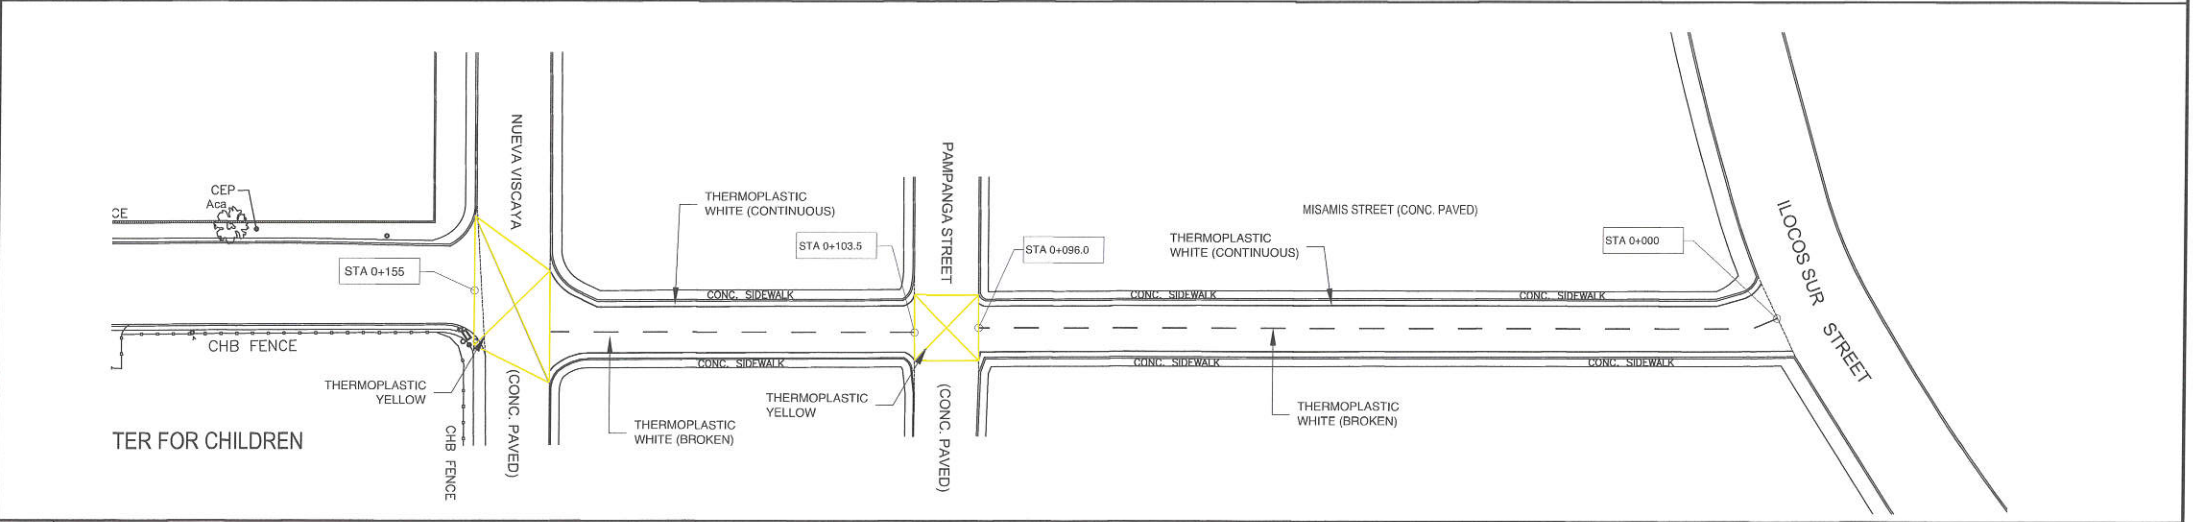 CEP
Aca
CE
CHB FENCE
STA 0+155
THERMOPLASTIC
YELLOW
TER FOR CHILDREN
CHB FENCE
NUEVA VISCAYA
(CONC. PAVED)
THERMOPLASTIC
WHITE (CONTINUOUS)
CONC. SIDEWALK
CONC. SIDEWALK
THERMOPLASTIC
WHITE (BROKEN)
STA 0+103.5
THERMOPLASTIC
YELLOW
PAMPANGA STREET
(CONC. PAVED)
STA 0+096.0
MISAMIS STREET (CONC. PAVED)
THERMOPLASTIC
WHITE (CONTINUOUS)
CONC. SIDEWALK
CONC. SIDEWALK
CONC. SIDEWALK
CONC. SIDEWALK
THERMOPLASTIC
WHITE (BROKEN)
STA 0+000
ILOCOS SUR STREET